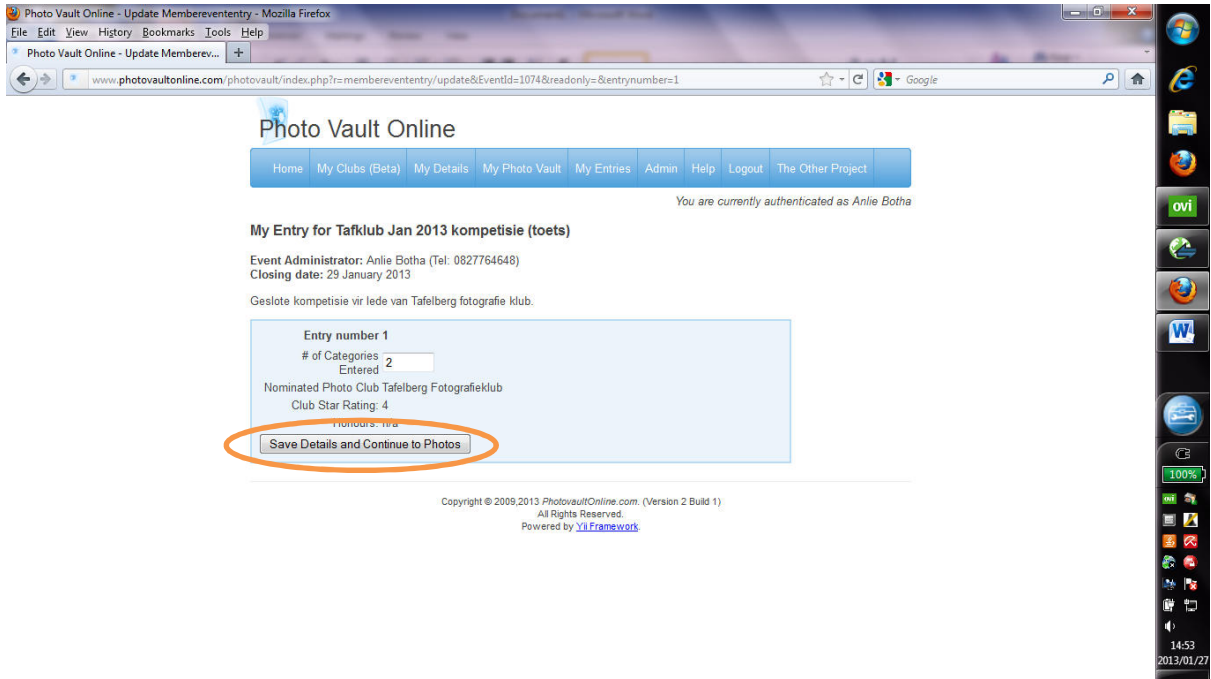 Photo Vault Online - Update Memberevententry - Mozilla Firefox
File Edit View History Bookmarks Tools Help
Photo Vault Online - Update Memberev... +
www.photovaultonline.com/photovault/index.php?r=memberevententry/update&EventId=1074&readonly=&entrynumber=1
Google
Photo Vault Online
Home My Clubs (Beta) My Details My Photo Vault My Entries Admin Help Logout The Other Project
You are currently authenticated as Anlie Botha
My Entry for Tafklub Jan 2013 kompetisie (toets)
Event Administrator: Anlie Botha (Tel: 0827764648)
Closing date: 29 January 2013
Geslote kompetisie vir lede van Tafelberg fotografie klub.
Entry number 1
# of Categories
Entered 2
Nominated Photo Club Tafelberg Fotografieklub
Club Star Rating: 4
Honours: n/a
Save Details and Continue to Photos
Copyright © 2009,2013 PhotovaultOnline.com. (Version 2 Build 1)
All Rights Reserved.
Powered by Yii Framework.
ovi
W
100%
ovi
14:53
2013/01/27